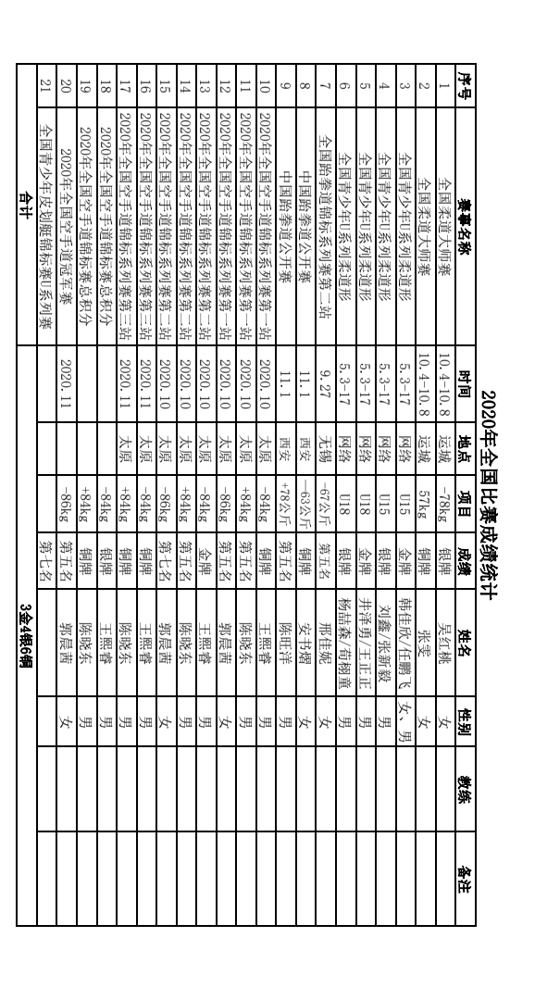 2020年全国比赛成绩统计
序号 赛事名称 时间 地点 项目 成绩 姓名 性别 教练 备注
1 全国柔道大师赛 10.4-10.8 运城 -78kg 银牌 吴红桃 女
2 全国柔道大师赛 10.4-10.8 运城 57kg 铜牌 张雯 女
3 全国青少年U系列柔道形 5.3-17 网络 U15 金牌 韩佳欣/任鹏飞 女、男
4 全国青少年U系列柔道形 5.3-17 网络 U15 银牌 刘鑫/张新毅 男
5 全国青少年U系列柔道形 5.3-17 网络 U18 金牌 井泽勇/王正正 男
6 全国青少年U系列柔道形 5.3-17 网络 U18 银牌 杨喆森/荀栩童 男
7 全国跆拳道锦标系列赛第二站 9.27 无锡 -67公斤 第五名 邢佳妮 女
8 中国跆拳道公开赛 11.1 西安 —63公斤 铜牌 安书熠 女
9 中国跆拳道公开赛 11.1 西安 +78公斤 第五名 陈旺洋 男
10 2020年全国空手道锦标系列赛第一站 2020.10 太原 -84kg 铜牌 王熙睿 男
11 2020年全国空手道锦标系列赛第一站 2020.10 太原 +84kg 第五名 陈晓东 男
12 2020年全国空手道锦标系列赛第一站 2020.10 太原 -86kg 第五名 郭晨茜 女
13 2020年全国空手道锦标系列赛第二站 2020.10 太原 -84kg 金牌 王熙睿 男
14 2020年全国空手道锦标系列赛第二站 2020.10 太原 +84kg 第五名 陈晓东 男
15 2020年全国空手道锦标系列赛第二站 2020.10 太原 -86kg 第七名 郭晨茜 女
16 2020年全国空手道锦标系列赛第三站 2020.11 太原 -84kg 铜牌 王熙睿 男
17 2020年全国空手道锦标系列赛第三站 2020.11 太原 +84kg 铜牌 陈晓东 男
18 2020年全国空手道锦标赛总积分 -84kg 银牌 王熙睿 男
19 2020年全国空手道锦标赛总积分 +84kg 铜牌 陈晓东 男
20 2020年全国空手道冠军赛 2020.11 -86kg 第五名 郭晨茜 女
21 全国青少年皮划艇锦标赛U系列赛 第七名
合计 3金4银6铜